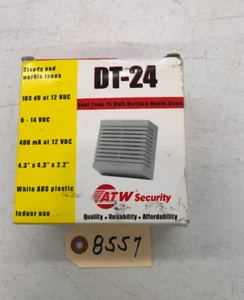 Steady and
warble tones
103 dB at 12 VDC
6 - 14 VDC
400 mA at 12 VDC
4.3" x 4.3" x 2.2"
White ABS plastic
Indoor use
DT-24
Dual Tone 15 Watt Surface Mount Siren
ATW Security
Quality · Reliability · Affordability
8557